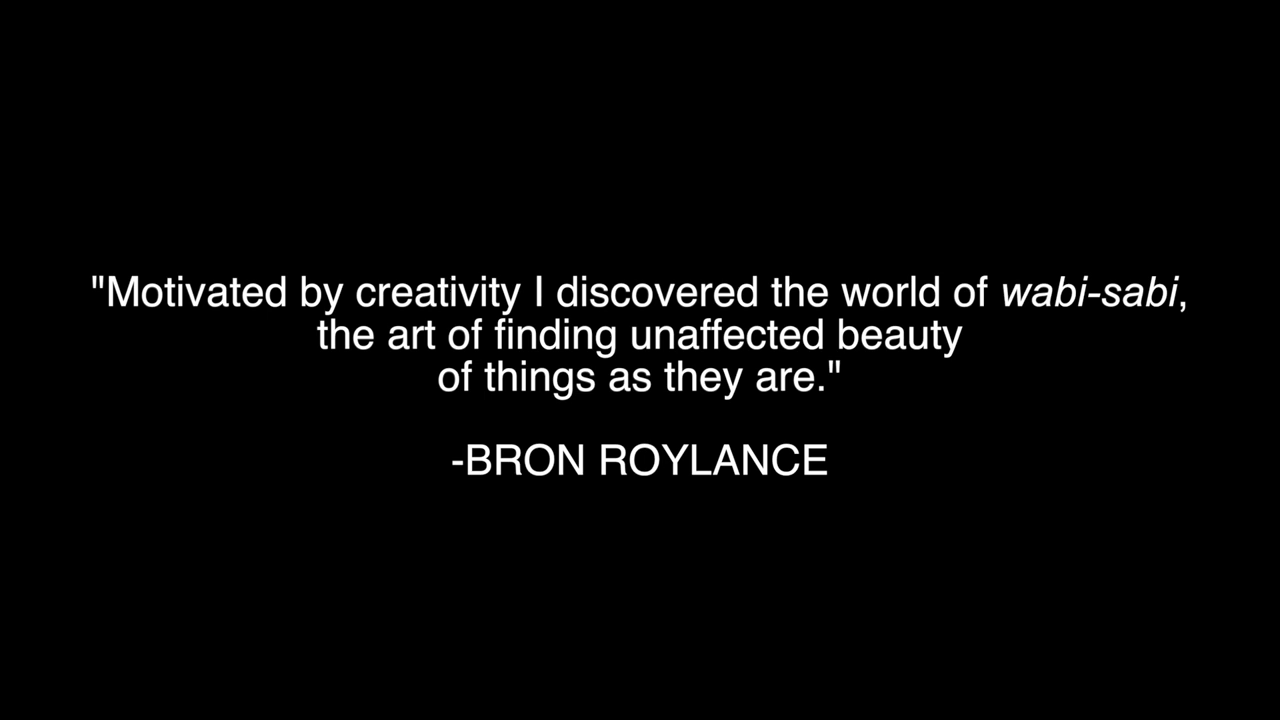 "Motivated by creativity I discovered the world of wabi-sabi,
the art of finding unaffected beauty
of things as they are."
-BRON ROYLANCE